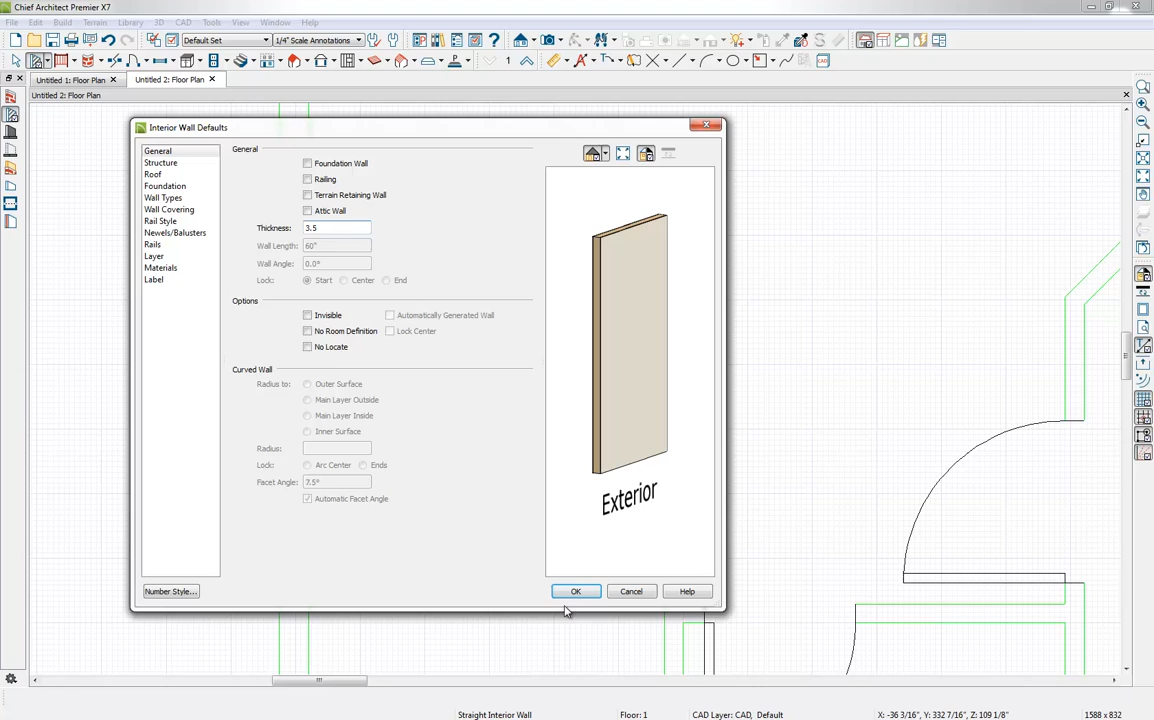 Chief Architect Premier X7
File Edit Build Terrain Library 3D CAD Tools Window Help
Default Set 1/4" Scale Annotations
Untitled 1: Floor Plan Untitled 2: Floor Plan
Untitled 2: Floor Plan
Interior Wall Defaults
General
Structure
Roof
Foundation
Wall Types
Wall Covering
Rail Style
Newels/Balusters
Rails
Layer
Materials
Label
Number Style...
General
Foundation Wall
Railing
Terrain Retaining Wall
Attic Wall
Thickness: 3.5
Wall Length: 60"
Wall Angle: 0.0°
Lock: Start Center End
Options
Invisible Automatically Generated Wall
No Room Definition Lock Center
No Locate
Curved Wall
Radius to: Outer Surface
Main Layer Outside
Main Layer Inside
Inner Surface
Radius:
Lock: Arc Center Ends
Facet Angle: 7.5°
Automatic Facet Angle
Exterior
OK Cancel Help
Straight Interior Wall Floor: 1 CAD Layer: CAD, Default X: -36 3/16", Y: 332 7/16", Z: 109 1/8" 1588 x 832